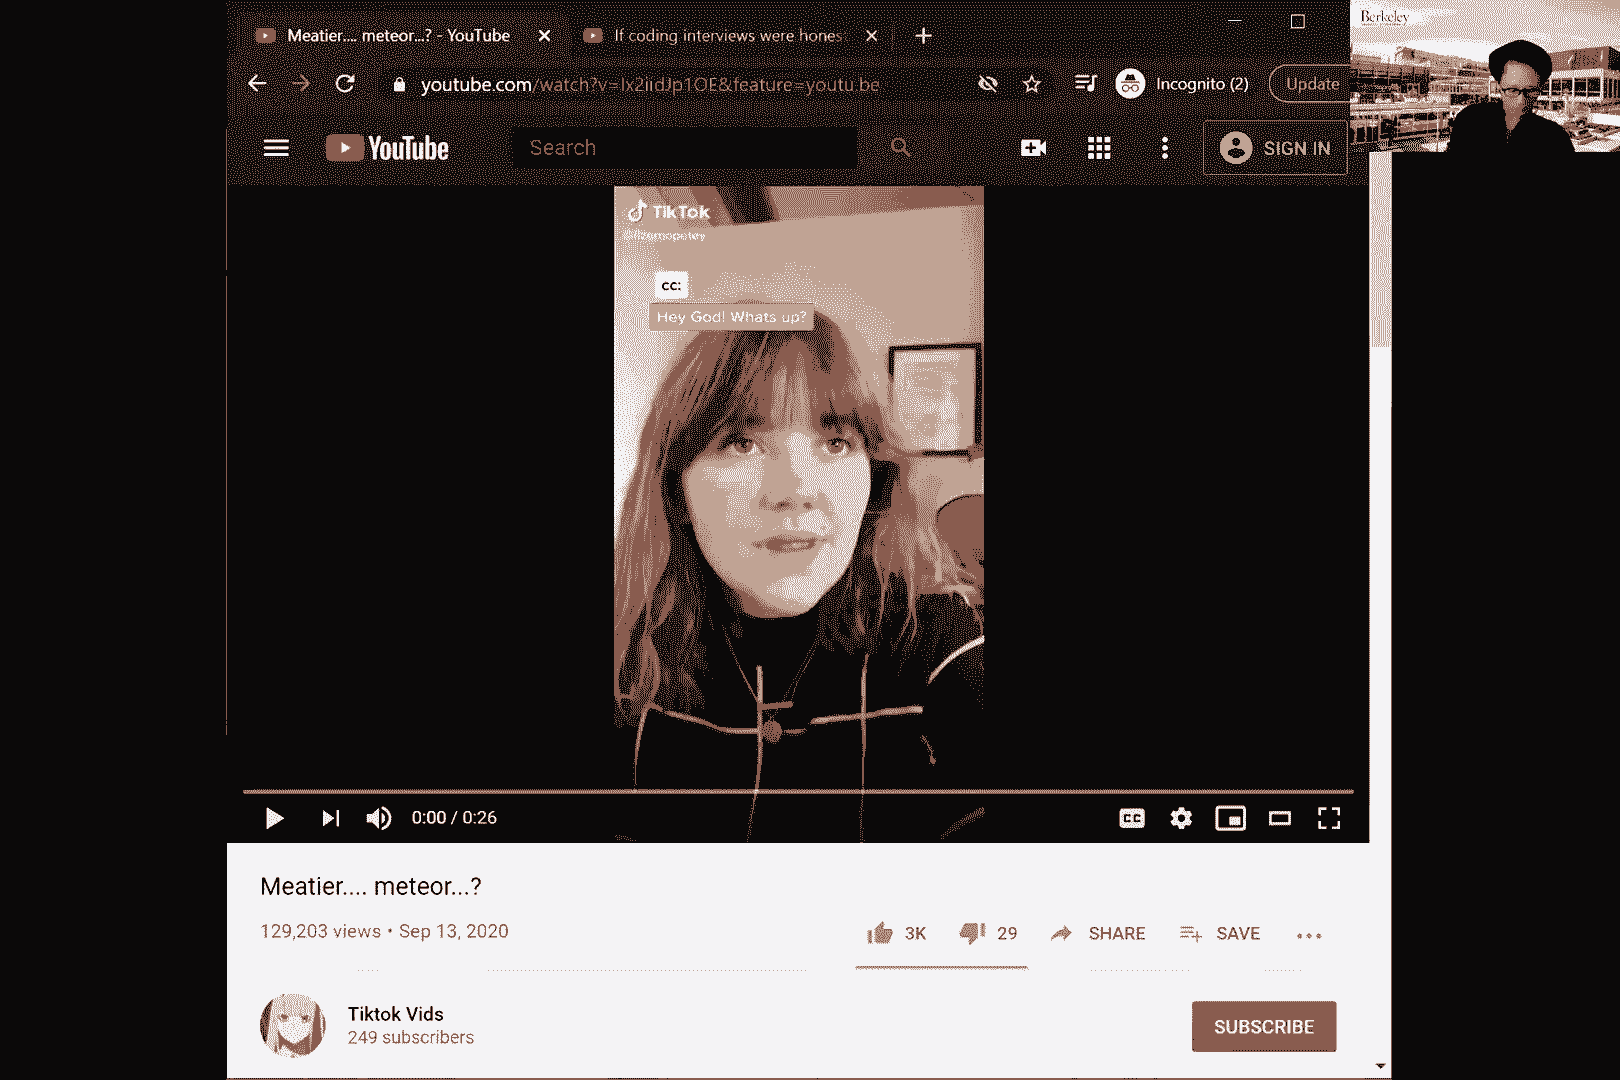 Meatier.... meteor...? - YouTube
If coding interviews were hones
Berkeley
youtube.com/watch?v=Ix2iidJp1OE&feature=youtu.be
Incognito (2)
Update
YouTube
Search
SIGN IN
TikTok
cc:
Hey God! Whats up?
0:00 / 0:26
CC
Meatier.... meteor...?
129,203 views • Sep 13, 2020
3K
29
SHARE
SAVE
Tiktok Vids
249 subscribers
SUBSCRIBE